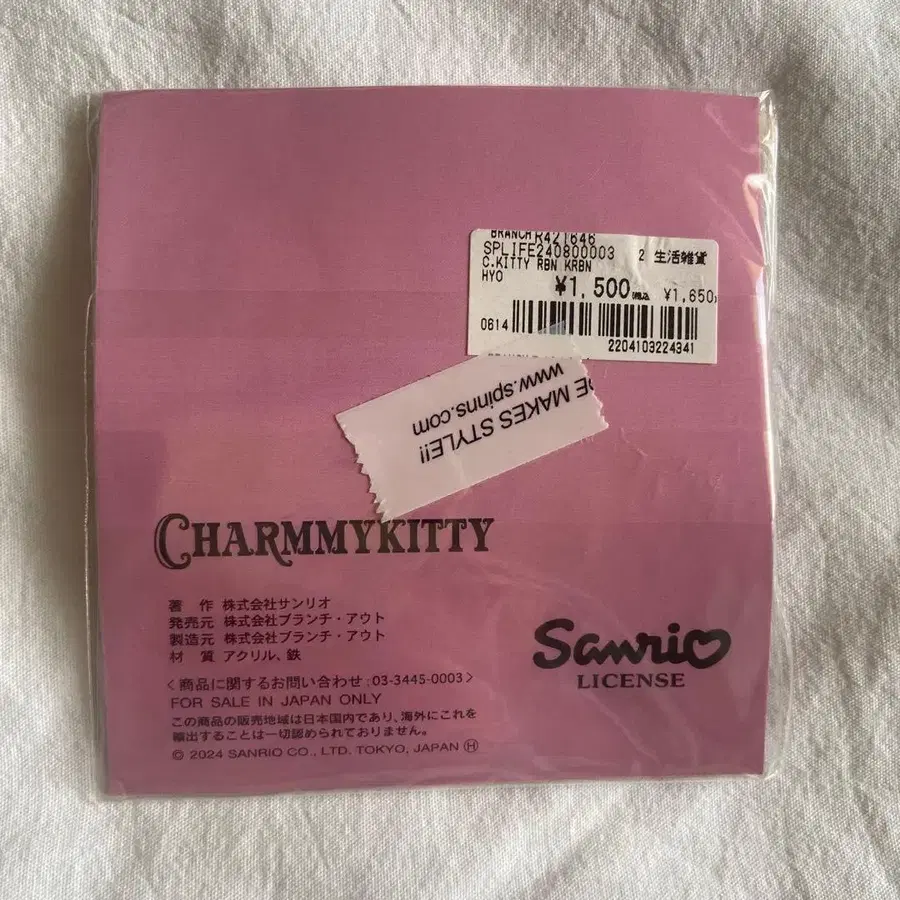 BRANCH R421646
SPLIFE240800003 2 生活雑貨
C.KITTY RBN KRBN
HYO
¥1,500 税込 ¥1,650
0814
2204103224341
MAKES STYLE!!
www.spinns.com
CHARMMYKITTY
著 作 株式会社サンリオ
発売元 株式会社ブランチ・アウト
製造元 株式会社ブランチ・アウト
材 質 アクリル、鉄
〈商品に関するお問い合わせ:03-3445-0003〉
FOR SALE IN JAPAN ONLY
この商品の販売地域は日本国内であり、海外にこれを
輸出することは一切認められておりません。
© 2024 SANRIO CO., LTD. TOKYO, JAPAN Ⓗ
Sanrio
LICENSE